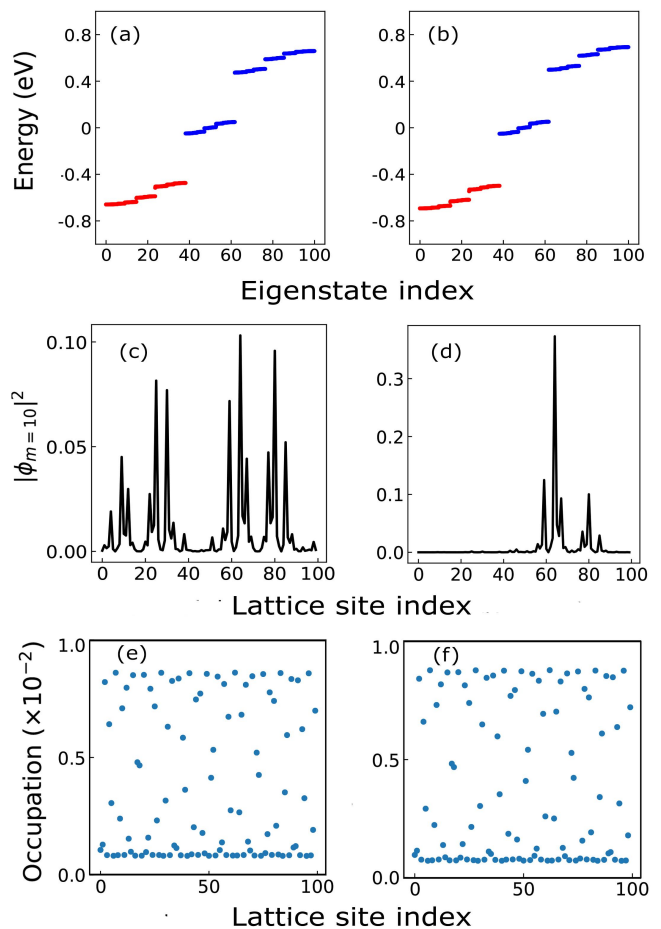 (a) (b)
Energy (eV)
0.8 0.8
0.4 0.4
0 0
-0.4 -0.4
-0.8 -0.8
0 20 40 60 80 100 0 20 40 60 80 100
Eigenstate index
(c) (d)
|ϕₘ₌₁₀|²
0.10 0.3
0.05 0.2
0.00 0.1
0.0
0 20 40 60 80 100 0 20 40 60 80 100
Lattice site index
(e) (f)
Occupation (×10⁻²)
1.0 1.0
0.5 0.5
0.0 0.0
0 50 100 0 50 100
Lattice site index